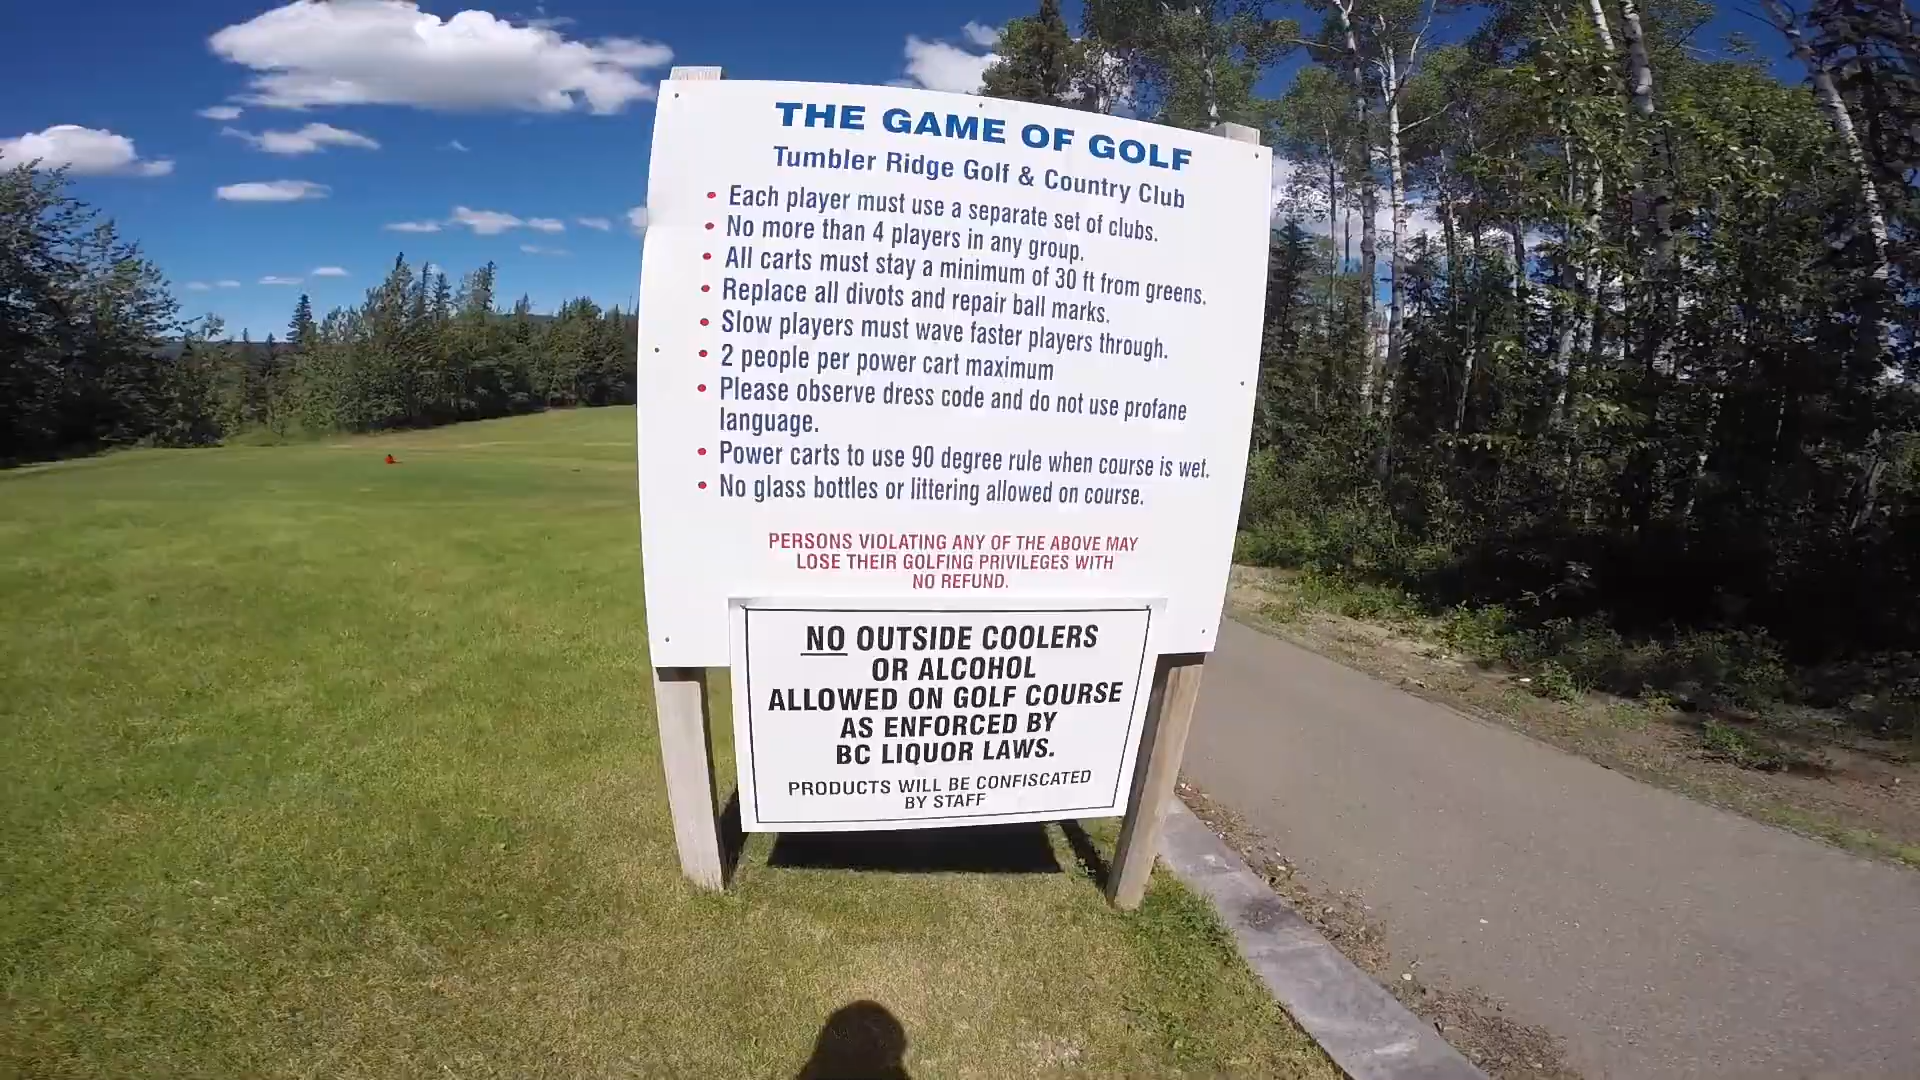 THE GAME OF GOLF
Tumbler Ridge Golf & Country Club
• Each player must use a separate set of clubs.
• No more than 4 players in any group.
• All carts must stay a minimum of 30 ft from greens.
• Replace all divots and repair ball marks.
• Slow players must wave faster players through.
• 2 people per power cart maximum
• Please observe dress code and do not use profane
language.
• Power carts to use 90 degree rule when course is wet.
• No glass bottles or littering allowed on course.
PERSONS VIOLATING ANY OF THE ABOVE MAY
LOSE THEIR GOLFING PRIVILEGES WITH
NO REFUND.
NO OUTSIDE COOLERS
OR ALCOHOL
ALLOWED ON GOLF COURSE
AS ENFORCED BY
BC LIQUOR LAWS.
PRODUCTS WILL BE CONFISCATED
BY STAFF